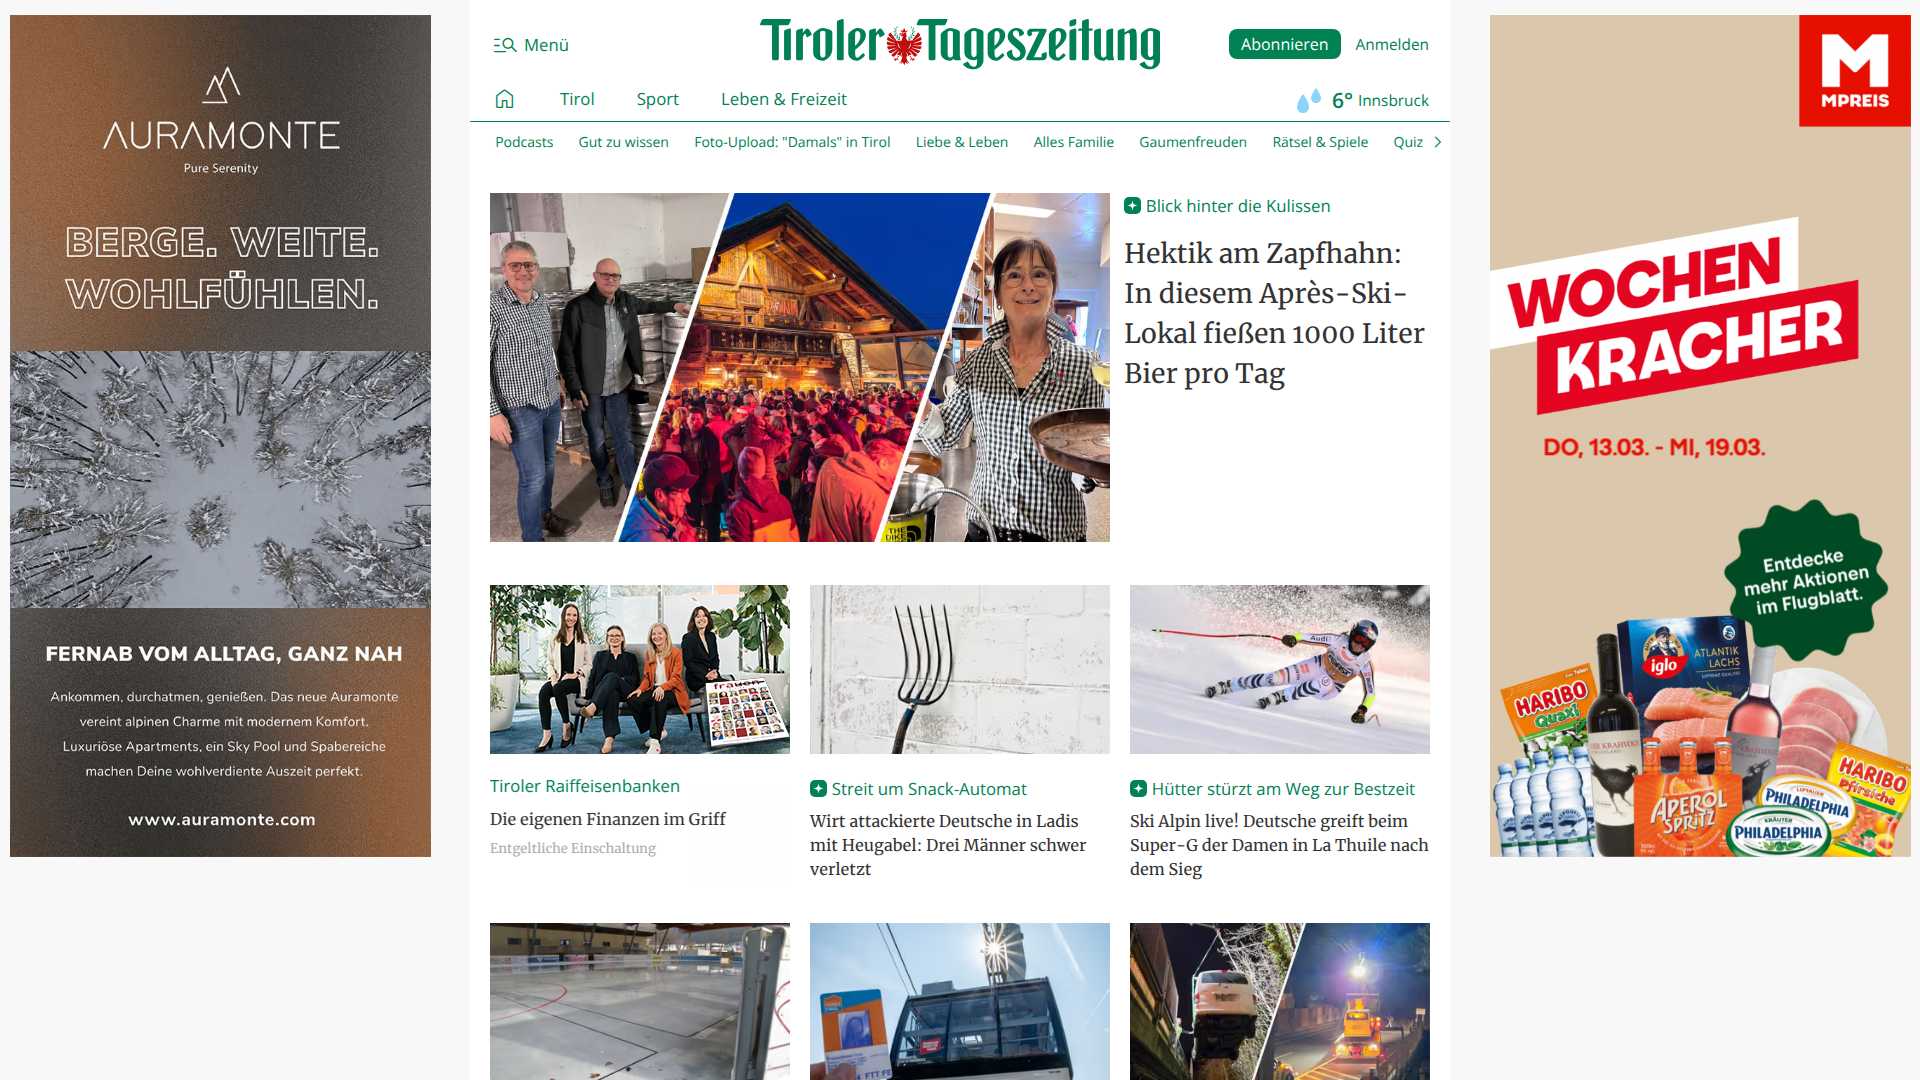 AURAMONTE
Pure Serenity
BERGE. WEITE.
WOHLFÜHLEN.
FERNAB VOM ALLTAG, GANZ NAH
Ankommen, durchatmen, genießen. Das neue Auramonte
vereint alpinen Charme mit modernem Komfort.
Luxuriöse Apartments, ein Sky Pool und Spabereiche
machen Deine wohlverdiente Auszeit perfekt.
www.auramonte.com
Menü
Tiroler Tageszeitung
Abonnieren
Anmelden
Tirol
Sport
Leben & Freizeit
6° Innsbruck
Podcasts
Gut zu wissen
Foto-Upload: "Damals" in Tirol
Liebe & Leben
Alles Familie
Gaumenfreuden
Rätsel & Spiele
Quiz
THE
DIKE
Blick hinter die Kulissen
Hektik am Zapfhahn:
In diesem Après-Ski-
Lokal fließen 1000 Liter
Bier pro Tag
Audi
Tiroler Raiffeisenbanken
Die eigenen Finanzen im Griff
Entgeltliche Einschaltung
Streit um Snack-Automat
Wirt attackierte Deutsche in Ladis
mit Heugabel: Drei Männer schwer
verletzt
Hütter stürzt am Weg zur Bestzeit
Ski Alpin live! Deutsche greift beim
Super-G der Damen in La Thuile nach
dem Sieg
MPREIS
WOCHEN
KRACHER
DO, 13.03. - MI, 19.03.
Entdecke
mehr Aktionen
im Flugblatt.
iglo
ATLANTIK
LACHS
HARIBO
Quaxi
APEROL
SPRITZ
HARIBO
Pfirsiche
PHILADELPHIA
KRÄUTER
PHILADELPHIA